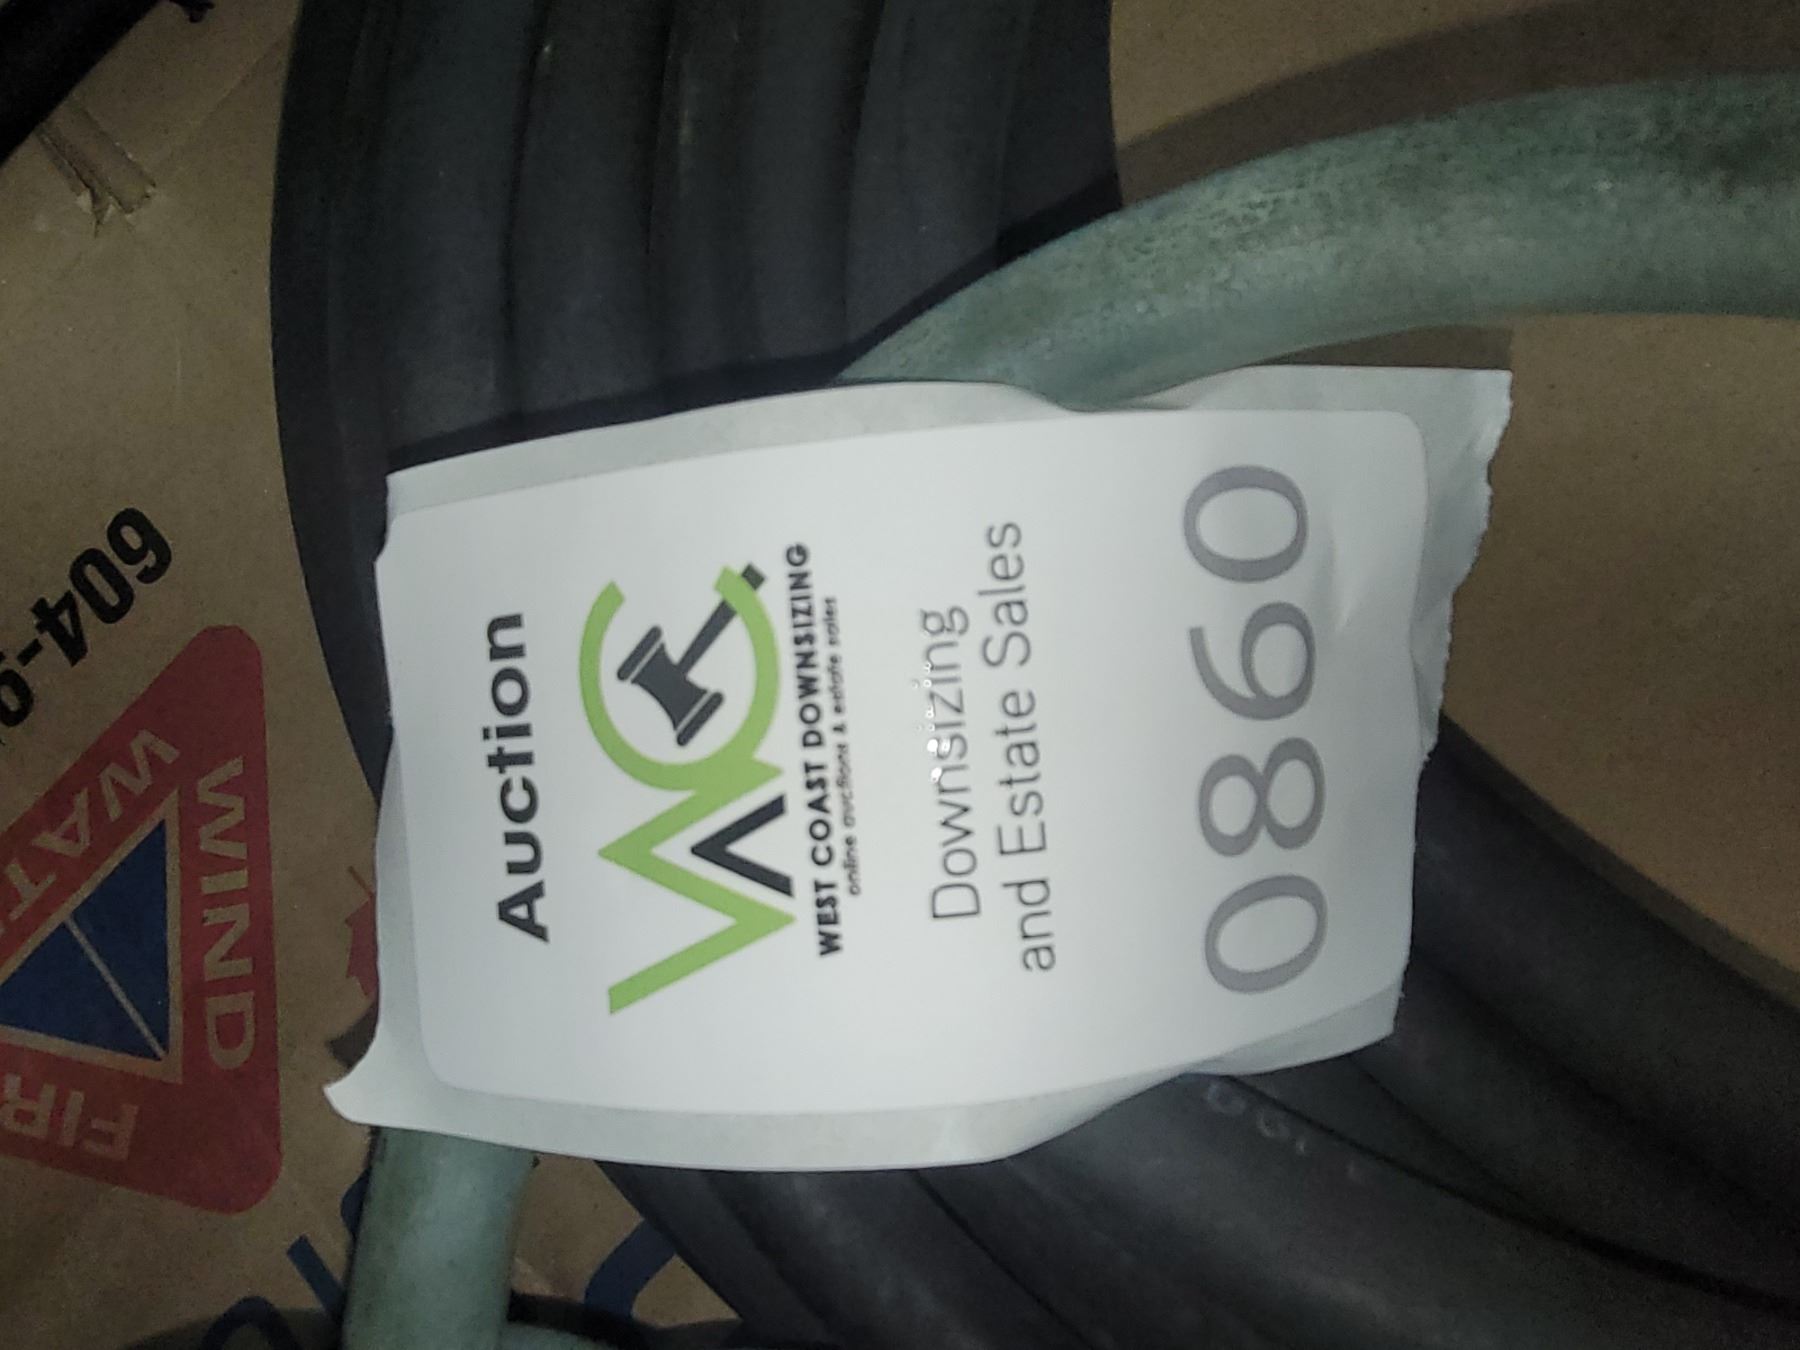 Auction
WEST COAST DOWNSIZING
online auctions & estate sales
Downsizing
and Estate Sales
0860
604-9
WIND
WAT
FIR